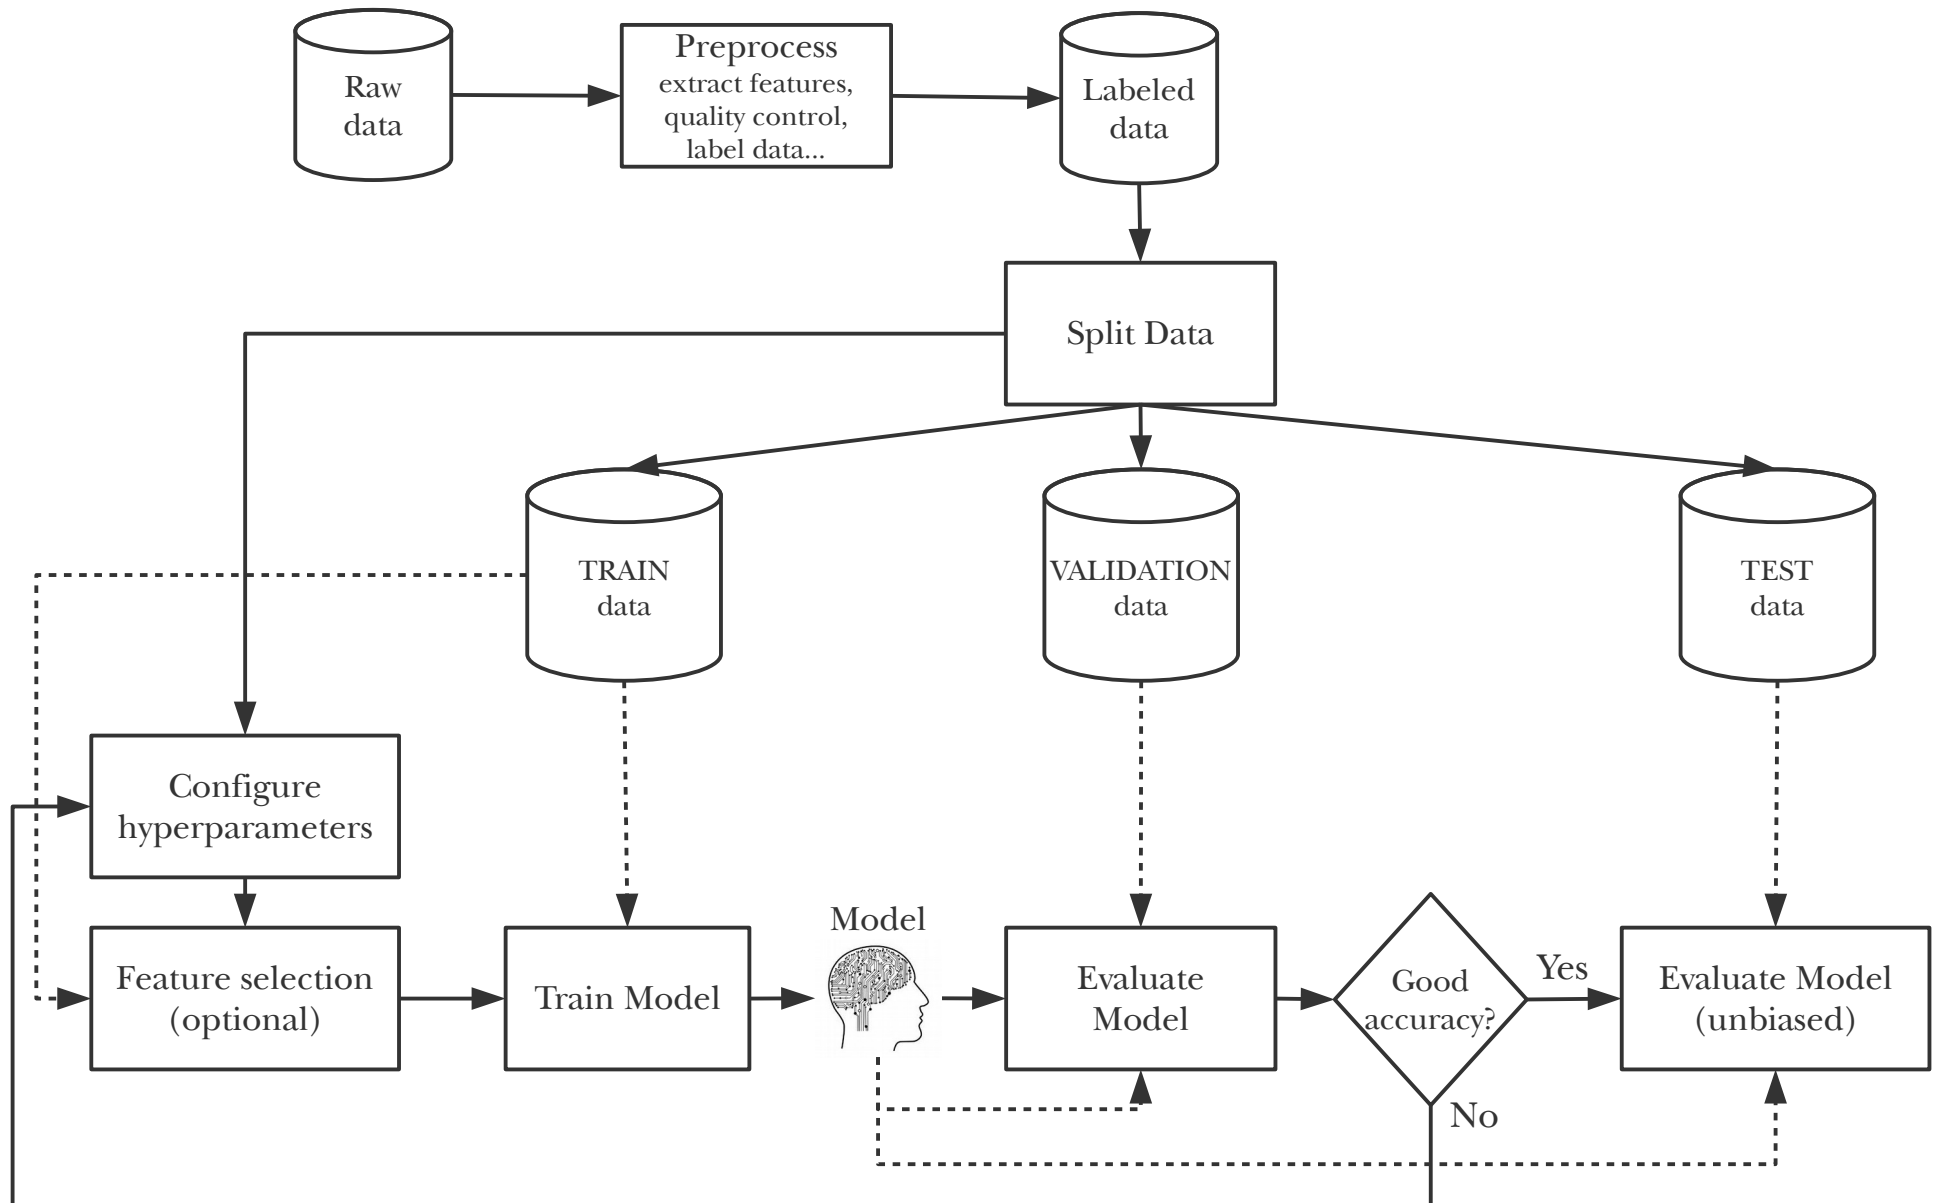 Raw
data
Preprocess
extract features,
quality control,
label data...
Labeled
data
Split Data
TRAIN
data
VALIDATION
data
TEST
data
Configure
hyperparameters
Feature selection
(optional)
Train Model
Model
Evaluate
Model
Good
accuracy?
Yes
No
Evaluate Model
(unbiased)